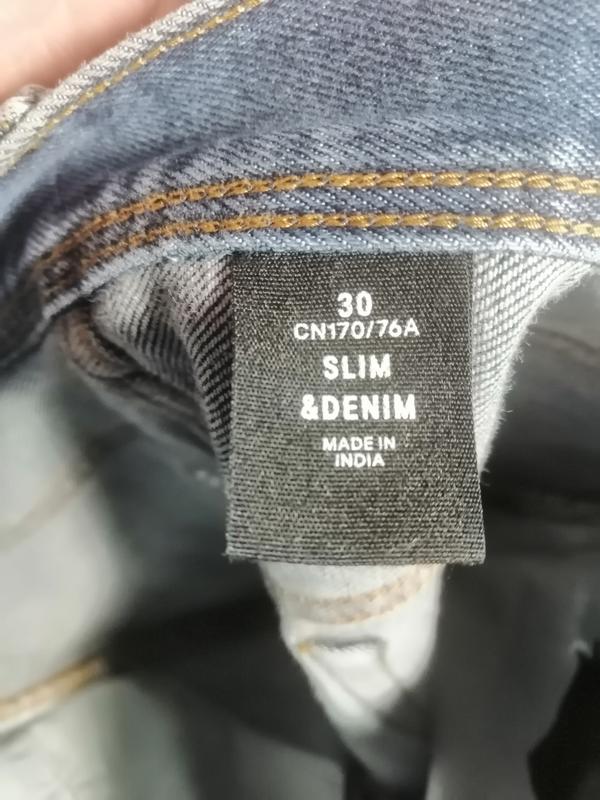 30
CN170/76A
SLIM
&DENIM
MADE IN
INDIA